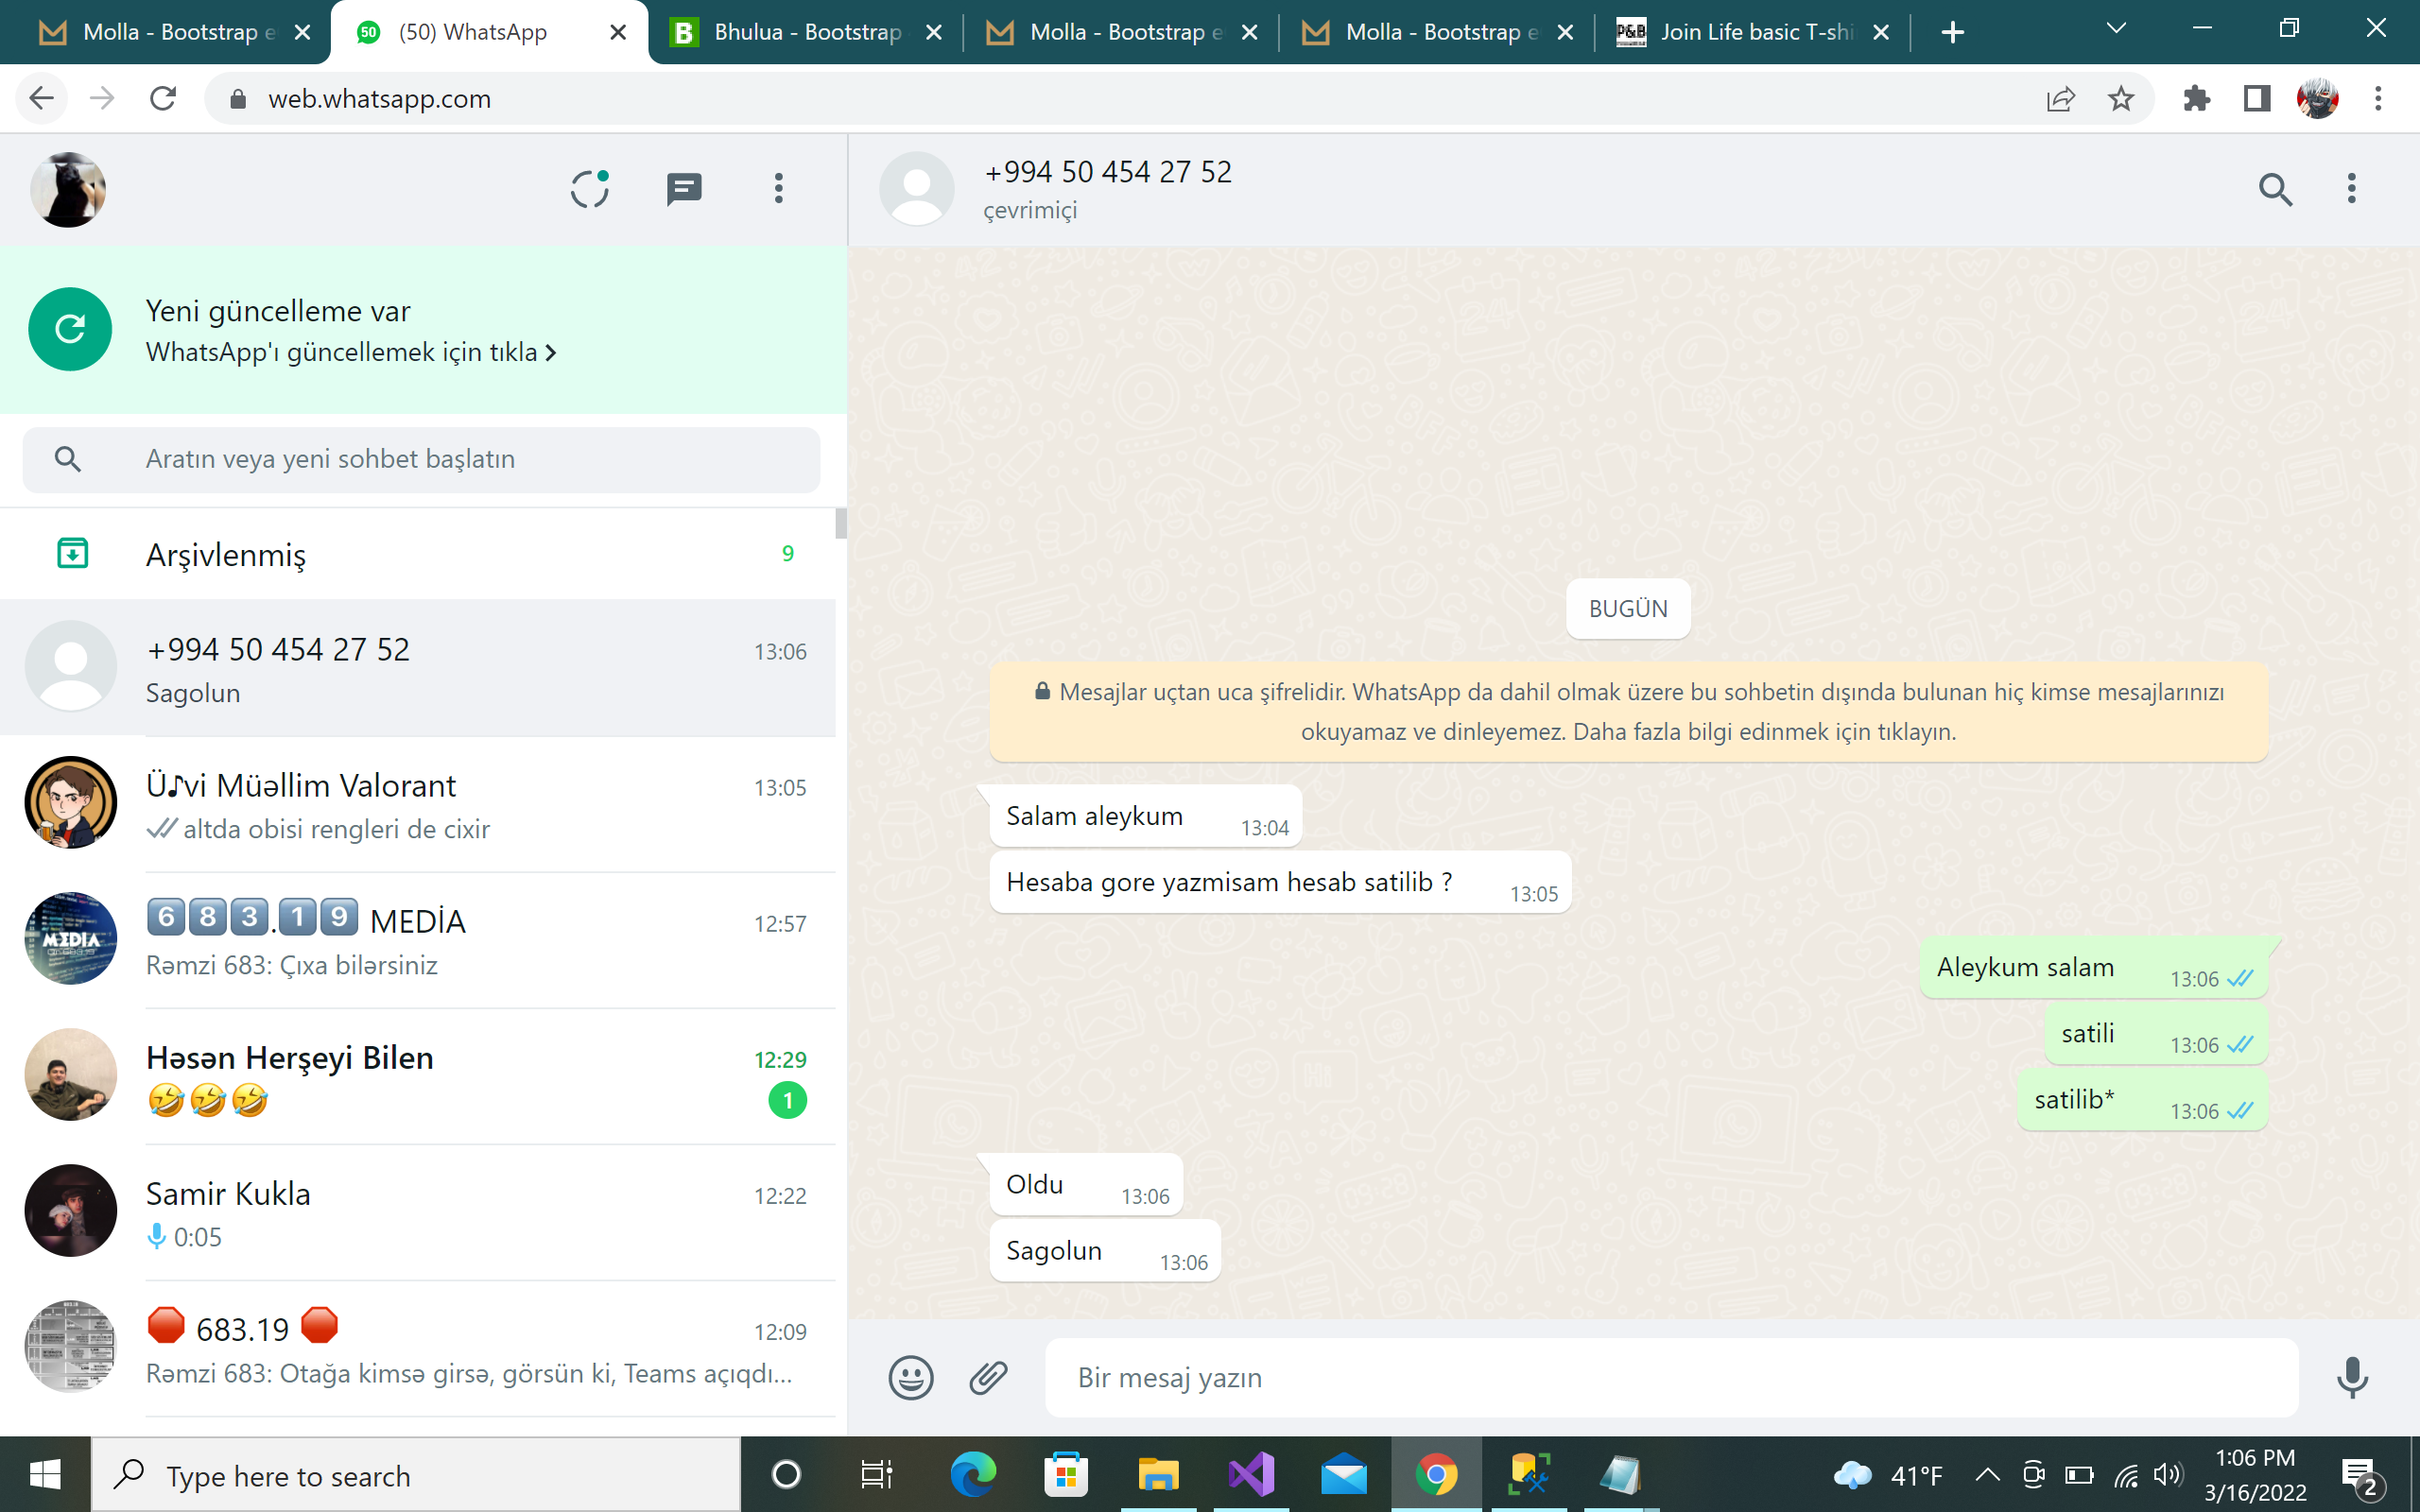 Molla - Bootstrap e
(50) WhatsApp
Bhulua - Bootstrap
Molla - Bootstrap e
Molla - Bootstrap e
Join Life basic T-shi
web.whatsapp.com
+994 50 454 27 52
çevrimiçi
Yeni güncelleme var
WhatsApp'ı güncellemek için tıkla
Aratın veya yeni sohbet başlatın
Arşivlenmiş 9
+994 50 454 27 52 13:06
Sagolun
Ü♪vi Müəllim Valorant 13:05
altda obisi rengleri de cixir
6️⃣8️⃣3️⃣.1️⃣9️⃣ MEDİA 12:57
Rəmzi 683: Çıxa bilərsiniz
Həsən Herşeyi Bilen 12:29
🤣🤣🤣 1
Samir Kukla 12:22
0:05
🛑 683.19 🛑 12:09
Rəmzi 683: Otağa kimsə girsə, görsün ki, Teams açıqdı...
BUGÜN
Mesajlar uçtan uca şifrelidir. WhatsApp da dahil olmak üzere bu sohbetin dışında bulunan hiç kimse mesajlarınızı
okuyamaz ve dinleyemez. Daha fazla bilgi edinmek için tıklayın.
Salam aleykum 13:04
Hesaba gore yazmisam hesab satilib ? 13:05
Aleykum salam 13:06
satili 13:06
satilib* 13:06
Oldu 13:06
Sagolun 13:06
Bir mesaj yazın
Type here to search
41°F
1:06 PM
3/16/2022
2